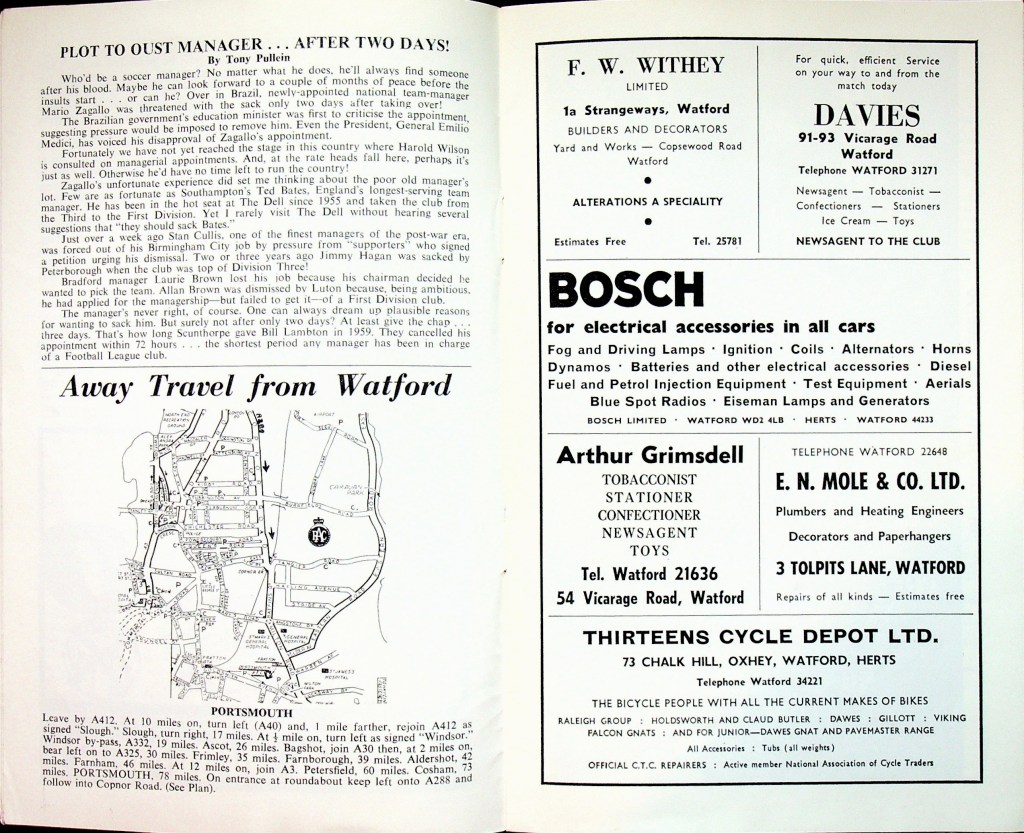 PLOT TO OUST MANAGER . . . AFTER TWO DAYS!
By Tony Pullein
Who'd be a soccer manager? No matter what he does, he'll always find someone
after his blood. Maybe he can look forward to a couple of months of peace before the
insults start . . . or can he? Over in Brazil, newly-appointed national team-manager
Mario Zagallo was threatened with the sack only two days after taking over!
The Brazilian government's education minister was first to criticise the appointment,
suggesting pressure would be imposed to remove him. Even the President, General Emilio
Medici, has voiced his disapproval of Zagallo's appointment.
Fortunately we have not yet reached the stage in this country where Harold Wilson
is consulted on managerial appointments. And, at the rate heads fall here, perhaps it's
just as well. Otherwise he'd have no time left to run the country!
Zagallo's unfortunate experience did set me thinking about the poor old manager's
lot. Few are as fortunate as Southampton's Ted Bates, England's longest-serving team
manager. He has been in the hot seat at The Dell since 1955 and taken the club from
the Third to the First Division. Yet I rarely visit The Dell without hearing several
suggestions that "they should sack Bates."
Just over a week ago Stan Cullis, one of the finest managers of the post-war era,
was forced out of his Birmingham City job by pressure from "supporters" who signed
a petition urging his dismissal. Two or three years ago Jimmy Hagan was sacked by
Peterborough when the club was top of Division Three!
Bradford manager Laurie Brown lost his job because his chairman decided he
wanted to pick the team. Allan Brown was dismissed by Luton because, being ambitious,
he had applied for the managership—but failed to get it—of a First Division club.
The manager's never right, of course. One can always dream up plausible reasons
for wanting to sack him. But surely not after only two days? At least give the chap . . .
three days. That's how long Scunthorpe gave Bill Lambton in 1959. They cancelled his
appointment within 72 hours . . . the shortest period any manager has been in charge
of a Football League club.
Away Travel from Watford
AIRPORT
RAC
ST MARY'S GENERAL HOSPITAL
GENERAL HOSPITAL
ST JAMES'S HOSPITAL
PORTSMOUTH
Leave by A412. At 10 miles on, turn left (A40) and, 1 mile farther, rejoin A412 as
signed "Slough." Slough, turn right, 17 miles. At ½ mile on, turn left as signed "Windsor."
Windsor by-pass, A332, 19 miles. Ascot, 26 miles. Bagshot, join A30 then, at 2 miles on,
bear left on to A325, 30 miles. Frimley, 35 miles. Farnborough, 39 miles. Aldershot, 42
miles. Farnham, 46 miles. At 12 miles on, join A3. Petersfield, 60 miles. Cosham, 73
miles. PORTSMOUTH, 78 miles. On entrance at roundabout keep left onto A288 and
follow into Copnor Road. (See Plan).
F. W. WITHEY
LIMITED
1a Strangeways, Watford
BUILDERS AND DECORATORS
Yard and Works — Copsewood Road
Watford
ALTERATIONS A SPECIALITY
Estimates Free Tel. 25781
For quick, efficient Service
on your way to and from the
match today
DAVIES
91-93 Vicarage Road
Watford
Telephone WATFORD 31271
Newsagent — Tobacconist —
Confectioners — Stationers
Ice Cream — Toys
NEWSAGENT TO THE CLUB
BOSCH
for electrical accessories in all cars
Fog and Driving Lamps · Ignition · Coils · Alternators · Horns
Dynamos · Batteries and other electrical accessories · Diesel
Fuel and Petrol Injection Equipment · Test Equipment · Aerials
Blue Spot Radios · Eiseman Lamps and Generators
BOSCH LIMITED · WATFORD WD2 4LB · HERTS · WATFORD 44233
Arthur Grimsdell
TOBACCONIST
STATIONER
CONFECTIONER
NEWSAGENT
TOYS
Tel. Watford 21636
54 Vicarage Road, Watford
TELEPHONE WATFORD 22648
E. N. MOLE & CO. LTD.
Plumbers and Heating Engineers
Decorators and Paperhangers
3 TOLPITS LANE, WATFORD
Repairs of all kinds — Estimates free
THIRTEENS CYCLE DEPOT LTD.
73 CHALK HILL, OXHEY, WATFORD, HERTS
Telephone Watford 34221
THE BICYCLE PEOPLE WITH ALL THE CURRENT MAKES OF BIKES
RALEIGH GROUP : HOLDSWORTH AND CLAUD BUTLER : DAWES : GILLOTT : VIKING
FALCON GNATS : AND FOR JUNIOR—DAWES GNAT AND PAVEMASTER RANGE
All Accessories : Tubs (all weights)
OFFICIAL C.T.C. REPAIRERS : Active member National Association of Cycle Traders